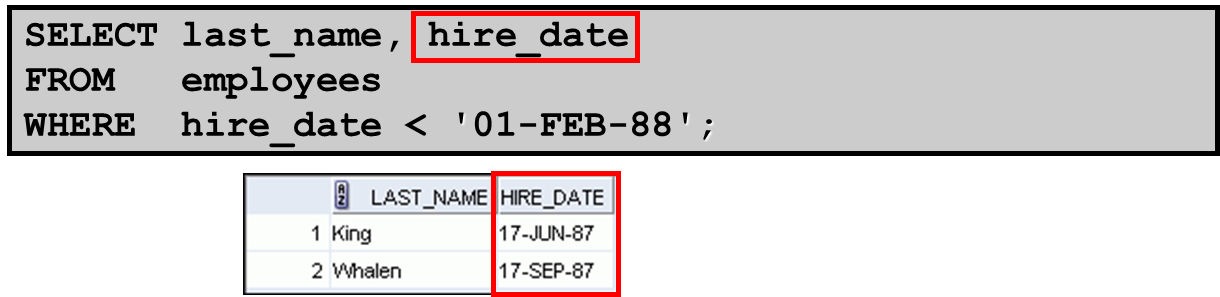 SELECT last_name, hire_date
FROM employees
WHERE hire_date < '01-FEB-88';
AZ LAST_NAME HIRE_DATE
1 King 17-JUN-87
2 Whalen 17-SEP-87